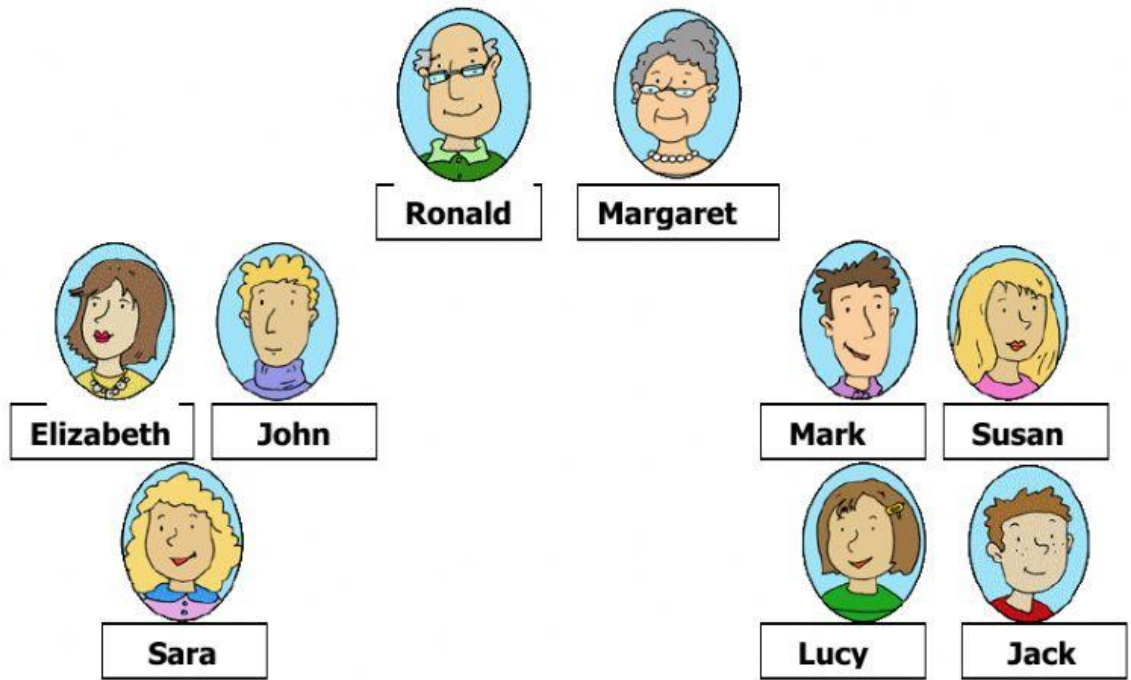 Ronald
Margaret
Elizabeth
John
Mark
Susan
Sara
Lucy
Jack